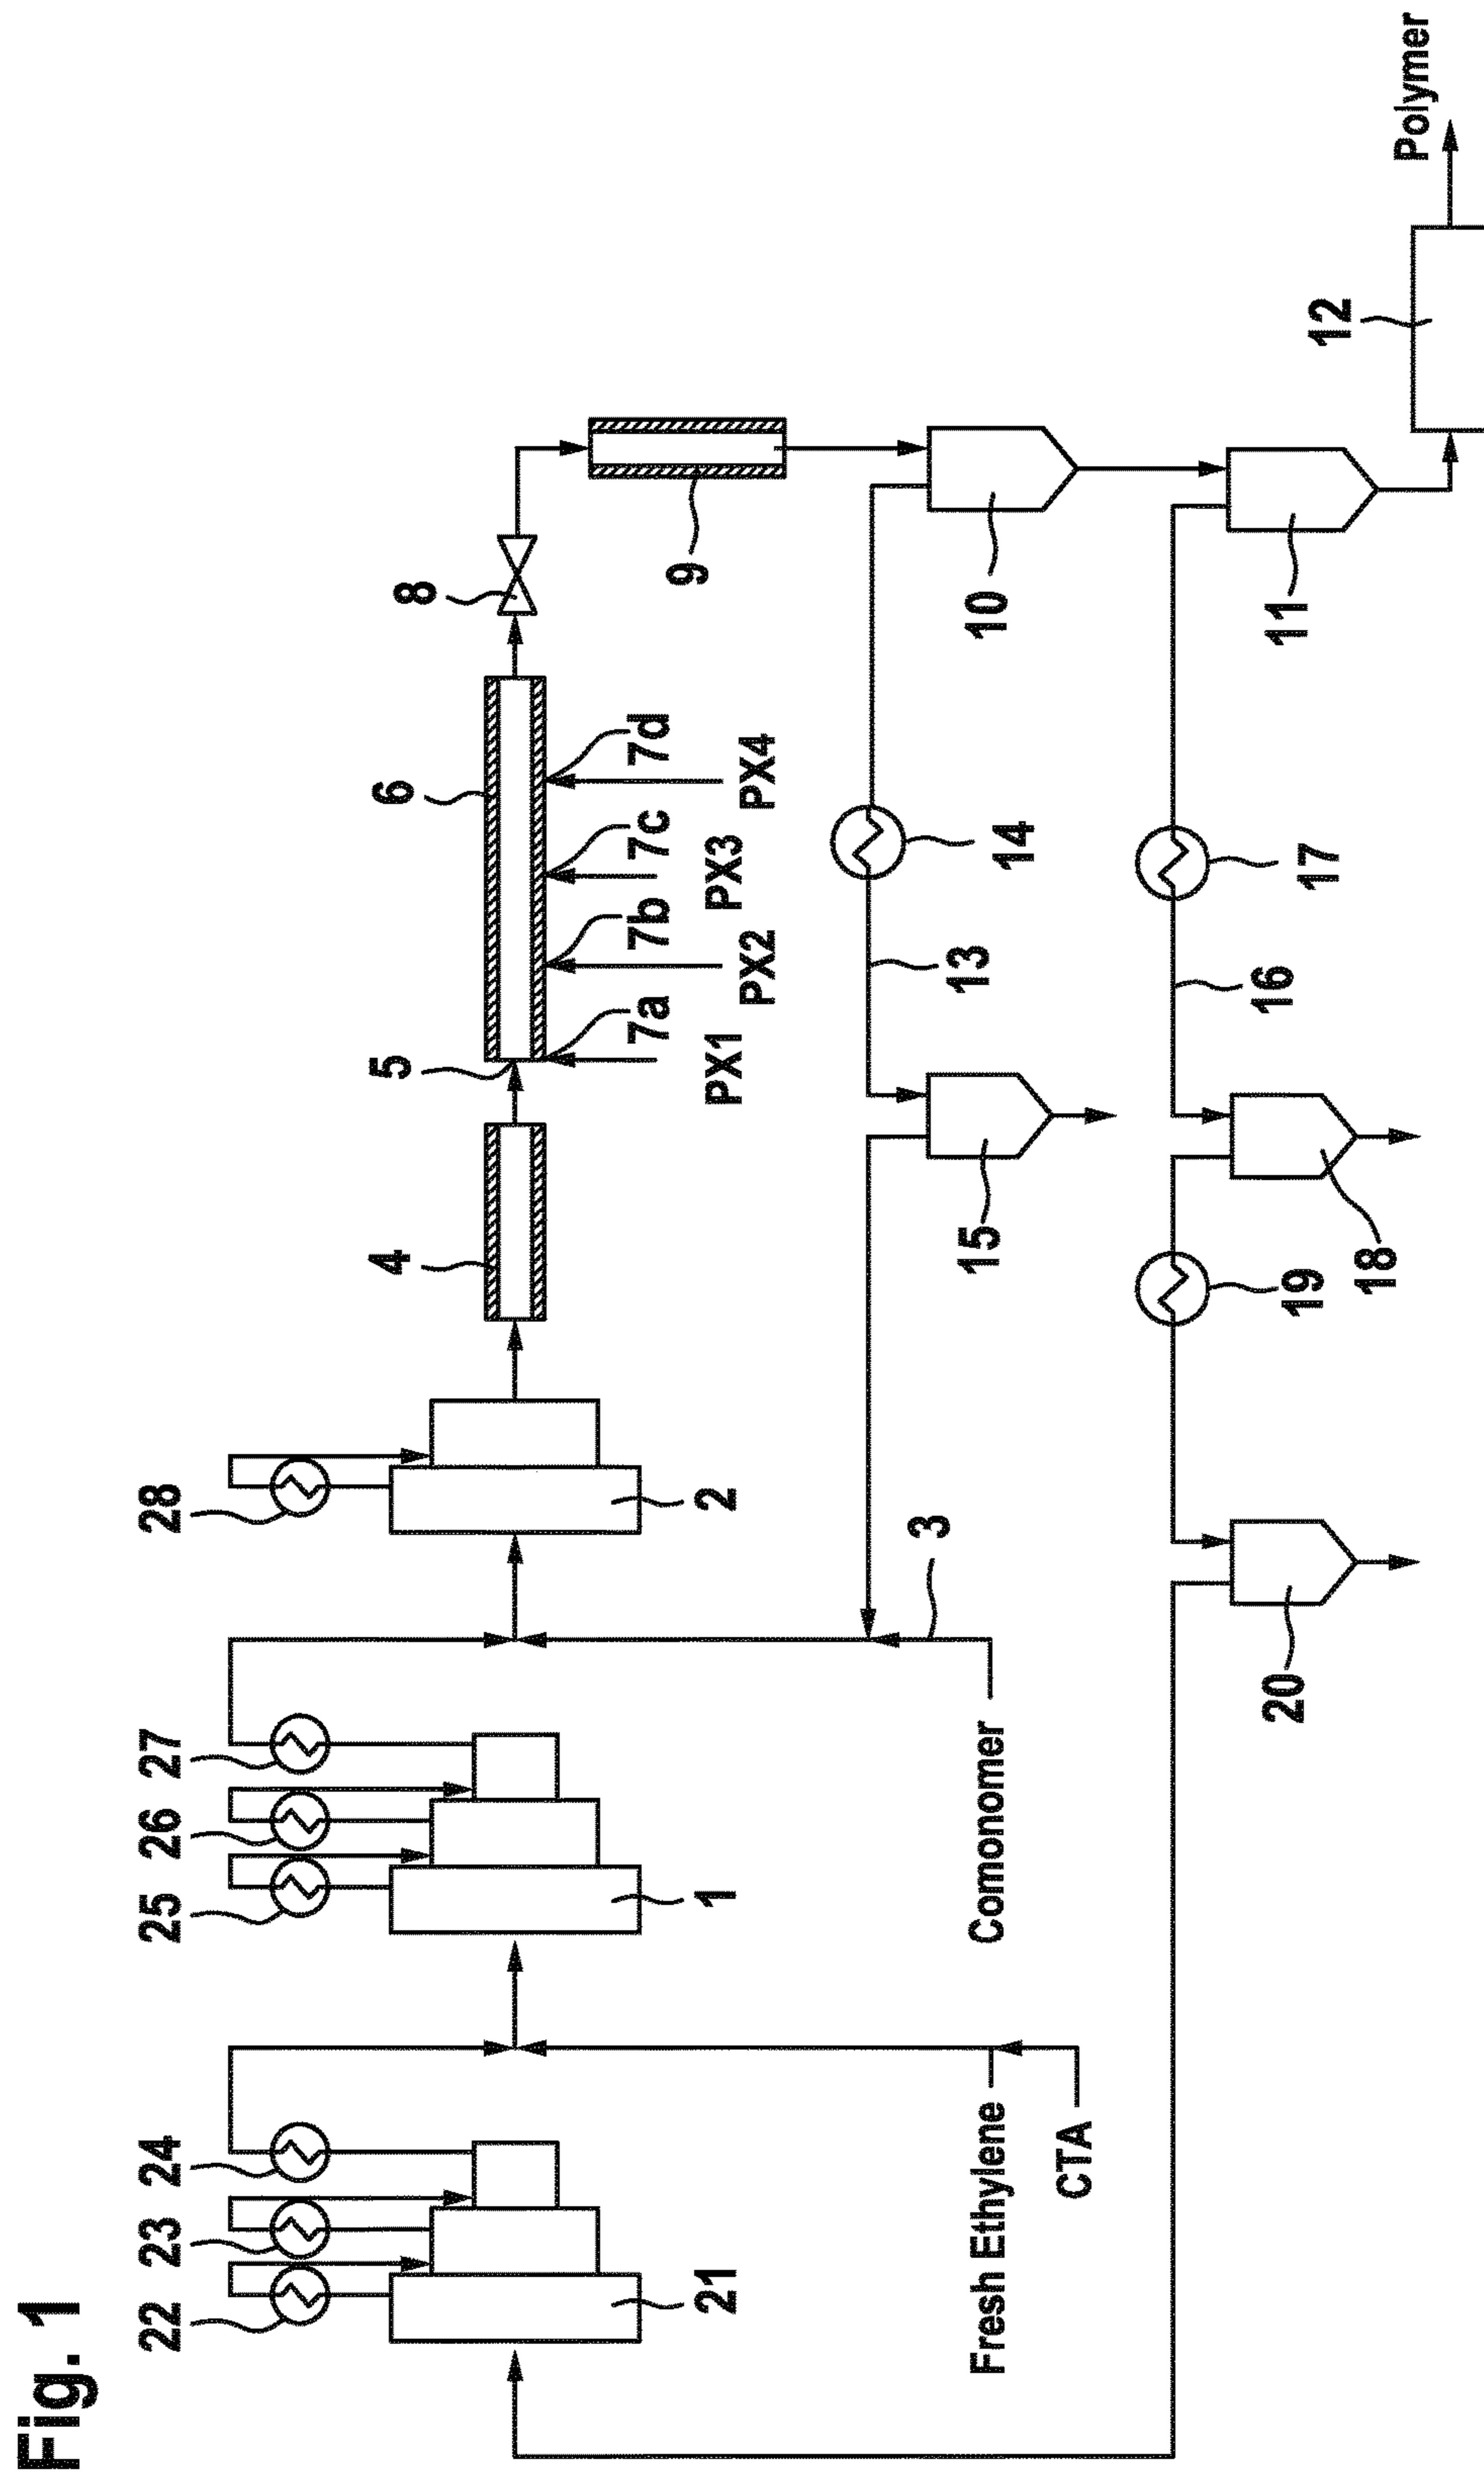 Fig. 1
22
23
24
25
26
27
28
21
1
2
4
5
6
8
7a
7b
7c
7d
PX1
PX2
PX3
PX4
9
3
15
13
14
10
Fresh Ethylene
CTA
Comonomer
20
19
18
16
17
11
12
Polymer